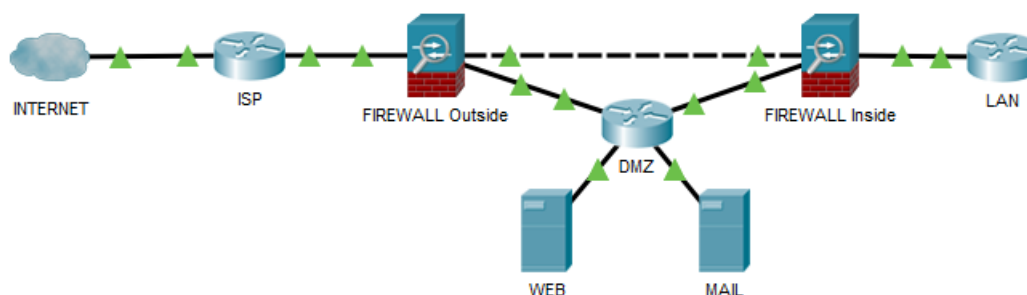 INTERNET
ISP
FIREWALL Outside
DMZ
FIREWALL Inside
LAN
WEB
MAIL